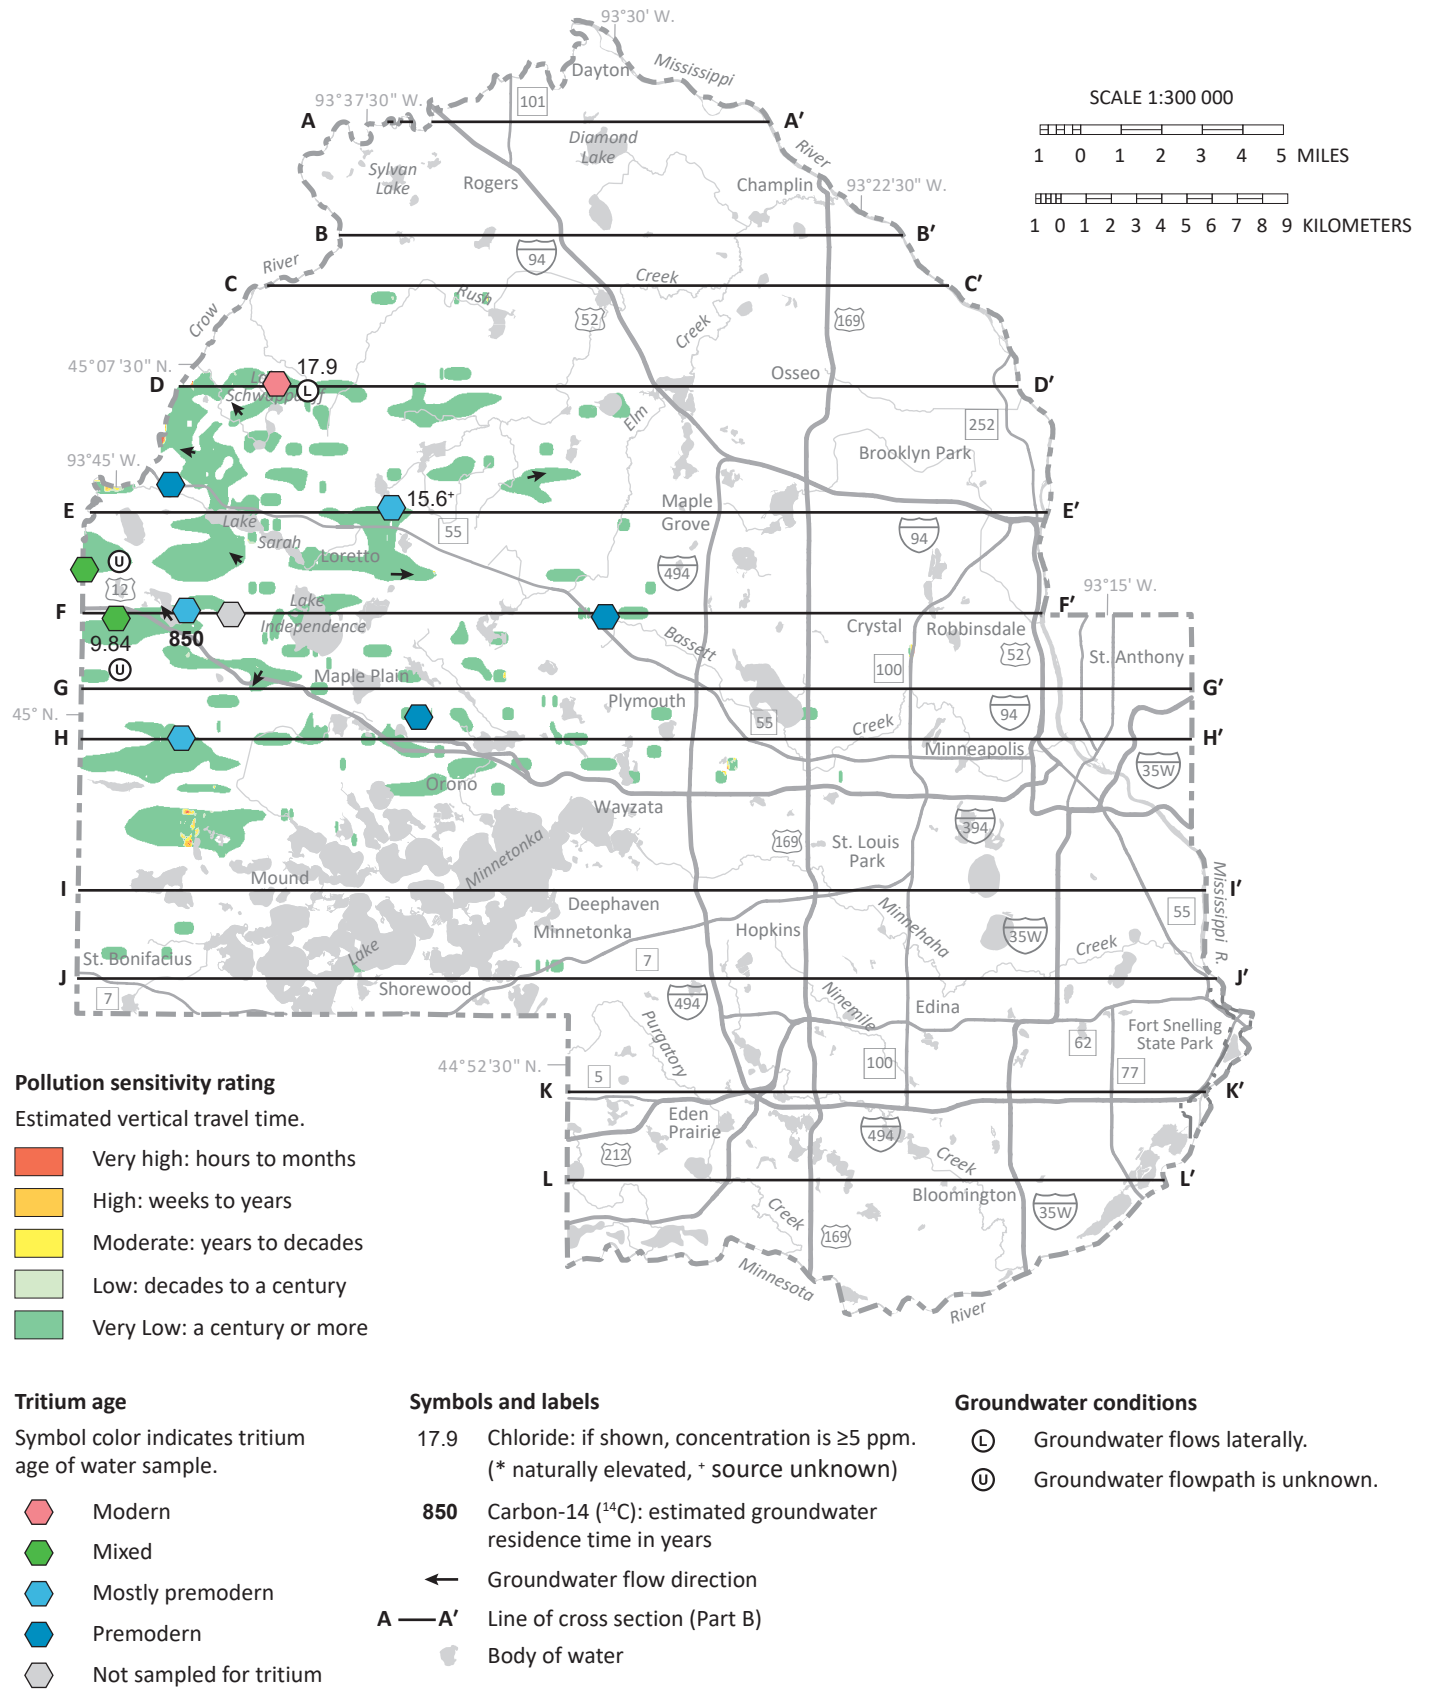 93°30' W.
Dayton
Mississippi
93°37'30" W.
101
SCALE 1:300 000
A
A′
Diamond
Lake
River
1 0 1 2 3 4 5 MILES
Sylvan
Lake
Rogers
Champlin
93°22'30" W.
1 0 1 2 3 4 5 6 7 8 9 KILOMETERS
B
B′
94
River
Creek
C
C′
Rush
Crow
52
Creek
169
45°07'30" N.
17.9
D
D′
L
Osseo
Elm
252
93°45' W.
Brooklyn Park
15.6+
Maple
Grove
E
E′
Lake
Sarah
55
94
Loretto
U
12
494
93°15' W.
F
F′
Lake
Independence
9.84
850
Crystal
Robbinsdale
Bassett
52
St. Anthony
U
100
Maple Plain
G
G′
Plymouth
45° N.
55
94
Creek
H
H′
Minneapolis
35W
Orono
Wayzata
394
169
St. Louis
Park
Minnetonka
Mound
I
I′
Mississippi R.
Deephaven
Minnetonka
Hopkins
Minnehaha
35W
55
Creek
Lake
St. Bonifacius
7
J
J′
Shorewood
7
494
Ninemile
Edina
Purgatory
62
Fort Snelling
State Park
44°52'30" N.
5
100
77
K
K′
Eden
Prairie
494
212
Creek
L
L′
Bloomington
35W
Creek
169
Minnesota
River
Pollution sensitivity rating
Estimated vertical travel time.
Very high: hours to months
High: weeks to years
Moderate: years to decades
Low: decades to a century
Very Low: a century or more
Tritium age
Symbol color indicates tritium
age of water sample.
Modern
Mixed
Mostly premodern
Premodern
Not sampled for tritium
Symbols and labels
17.9 Chloride: if shown, concentration is ≥5 ppm.
(* naturally elevated, + source unknown)
850 Carbon-14 (14C): estimated groundwater
residence time in years
Groundwater flow direction
A A′ Line of cross section (Part B)
Body of water
Groundwater conditions
L Groundwater flows laterally.
U Groundwater flowpath is unknown.